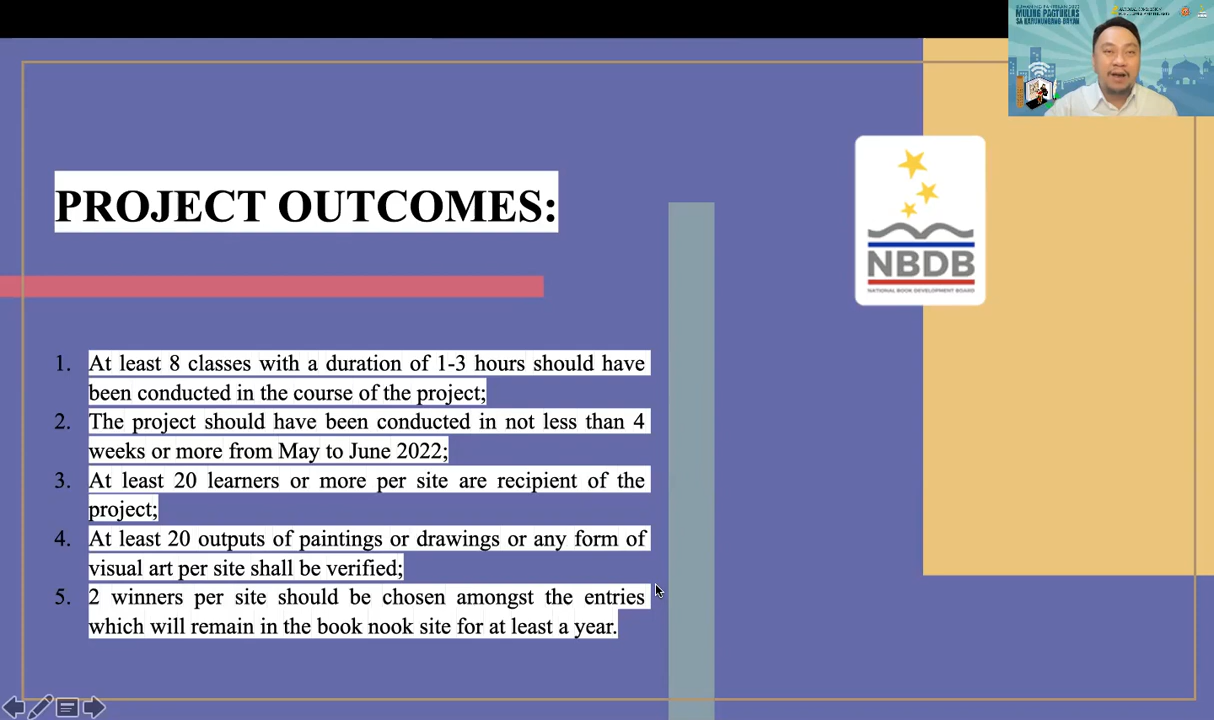 MULING PAGTUKLAS
SA KARUNUNGANG BAYAN
PROJECT OUTCOMES:
NBDB
NATIONAL BOOK DEVELOPMENT BOARD
1. At least 8 classes with a duration of 1-3 hours should have
been conducted in the course of the project;
2. The project should have been conducted in not less than 4
weeks or more from May to June 2022;
3. At least 20 learners or more per site are recipient of the
project;
4. At least 20 outputs of paintings or drawings or any form of
visual art per site shall be verified;
5. 2 winners per site should be chosen amongst the entries
which will remain in the book nook site for at least a year.